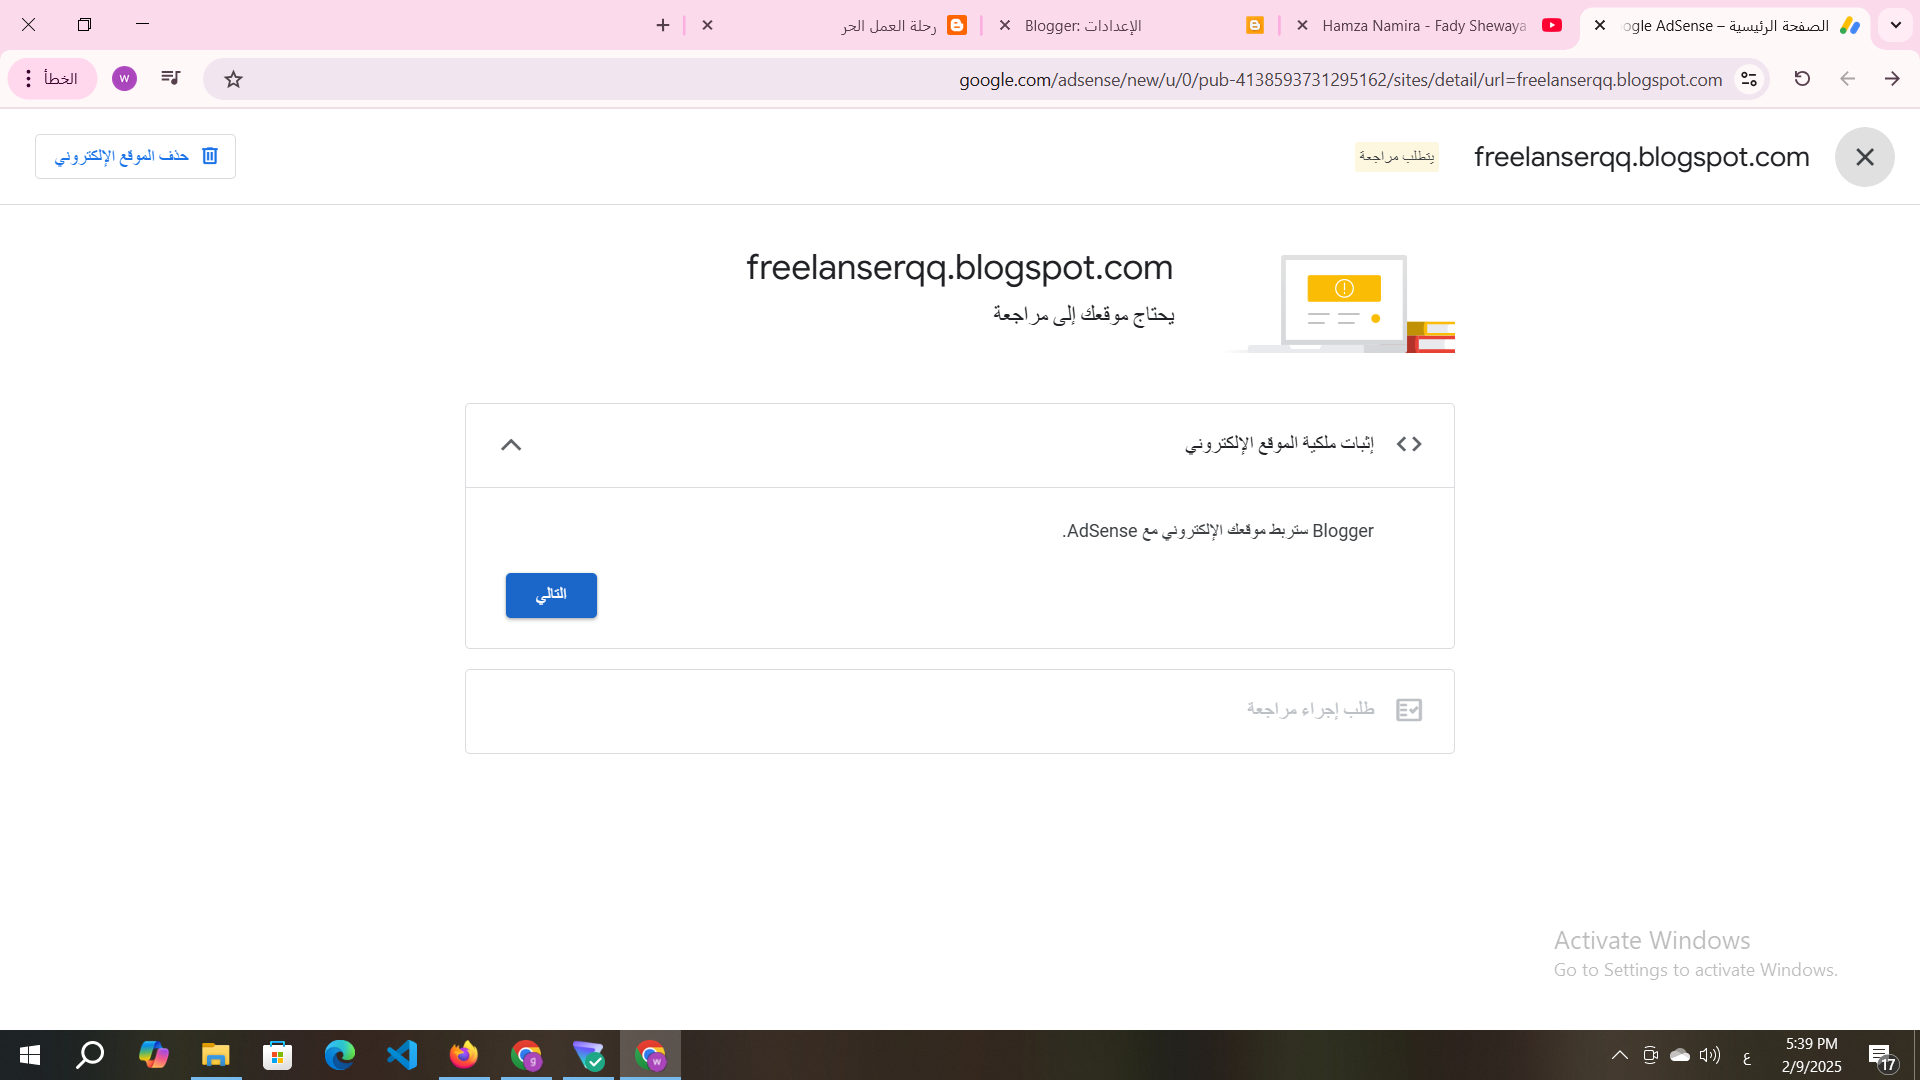 الصفحة الرئيسية – ogle AdSense
Hamza Namira - Fady Shewaya
Blogger: الإعدادات
رحلة العمل الحر
google.com/adsense/new/u/0/pub-4138593731295162/sites/detail/url=freelanserqq.blogspot.com
w
الخطأ
freelanserqq.blogspot.com
يتطلب مراجعة
حذف الموقع الإلكتروني
freelanserqq.blogspot.com
يحتاج موقعك إلى مراجعة
إثبات ملكية الموقع الإلكتروني
Blogger ستربط موقعك الإلكتروني مع AdSense.
التالي
طلب إجراء مراجعة
Activate Windows
Go to Settings to activate Windows.
g
w
ع
5:39 PM
2/9/2025
17